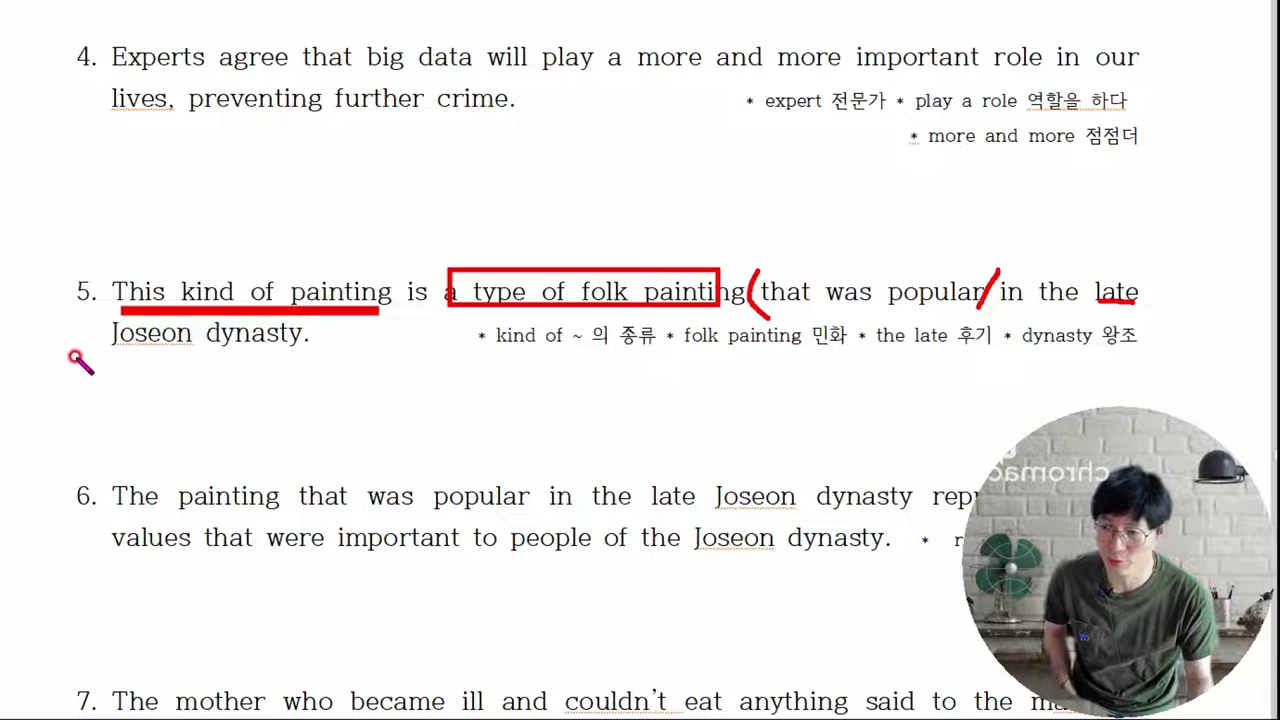 4. Experts agree that big data will play a more and more important role in our
lives, preventing further crime.
* expert 전문가 * play a role 역할을 하다
* more and more 점점더
5. This kind of painting is a type of folk painting that was popular in the late
Joseon dynasty.
* kind of ~ 의 종류 * folk painting 민화 * the late 후기 * dynasty 왕조
6. The painting that was popular in the late Joseon dynasty
values that were important to people of the Joseon dynasty. *
7. The mother who became ill and couldn't eat anything said to the